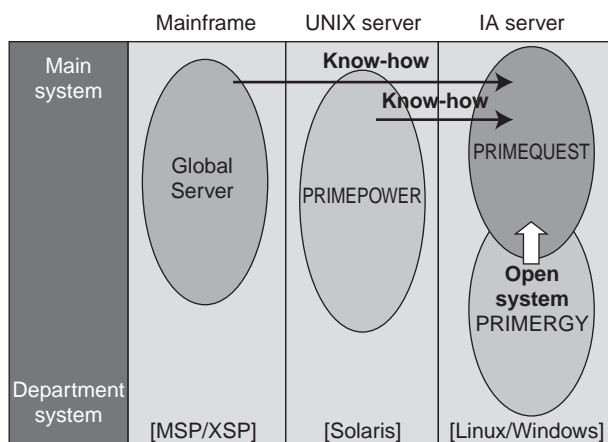 Mainframe
UNIX server
IA server
Main
system
Know-how
Know-how
Global
Server
PRIMEPOWER
PRIMEQUEST
Open
system
PRIMERGY
Department
system
[MSP/XSP]
[Solaris]
[Linux/Windows]